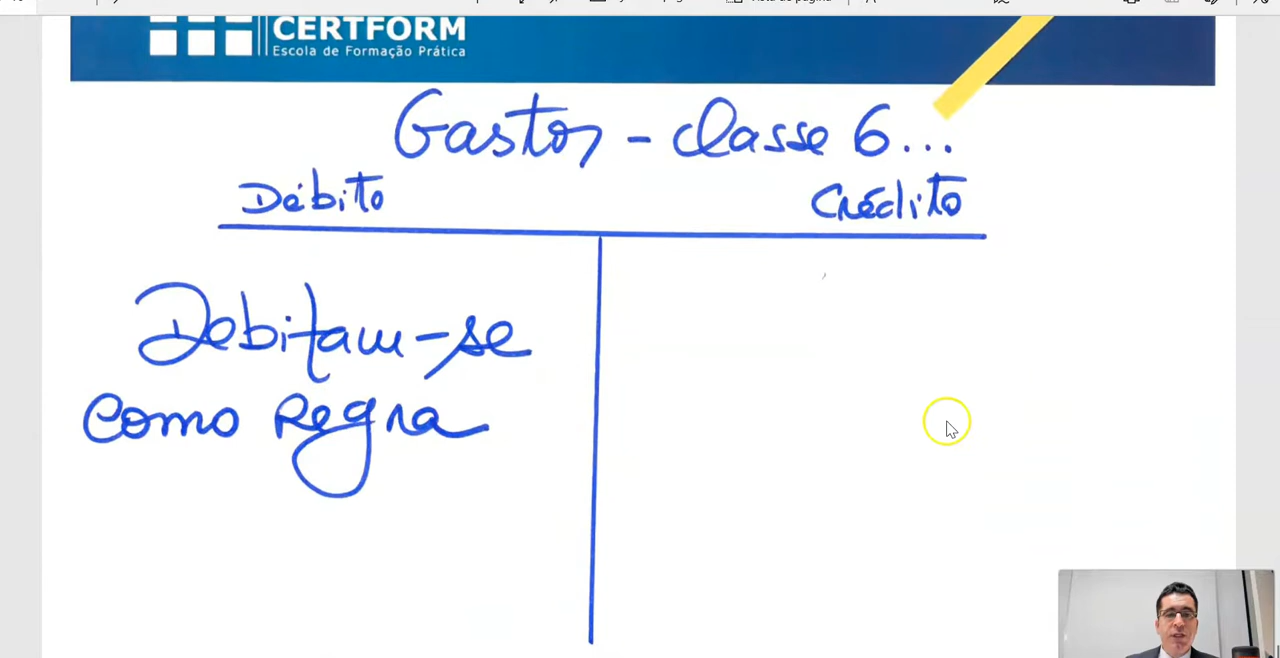 CERTFORM
Escola de Formação Prática
Gastos - classe 6...
Débito
Crédito
Debitam-se
como Regra